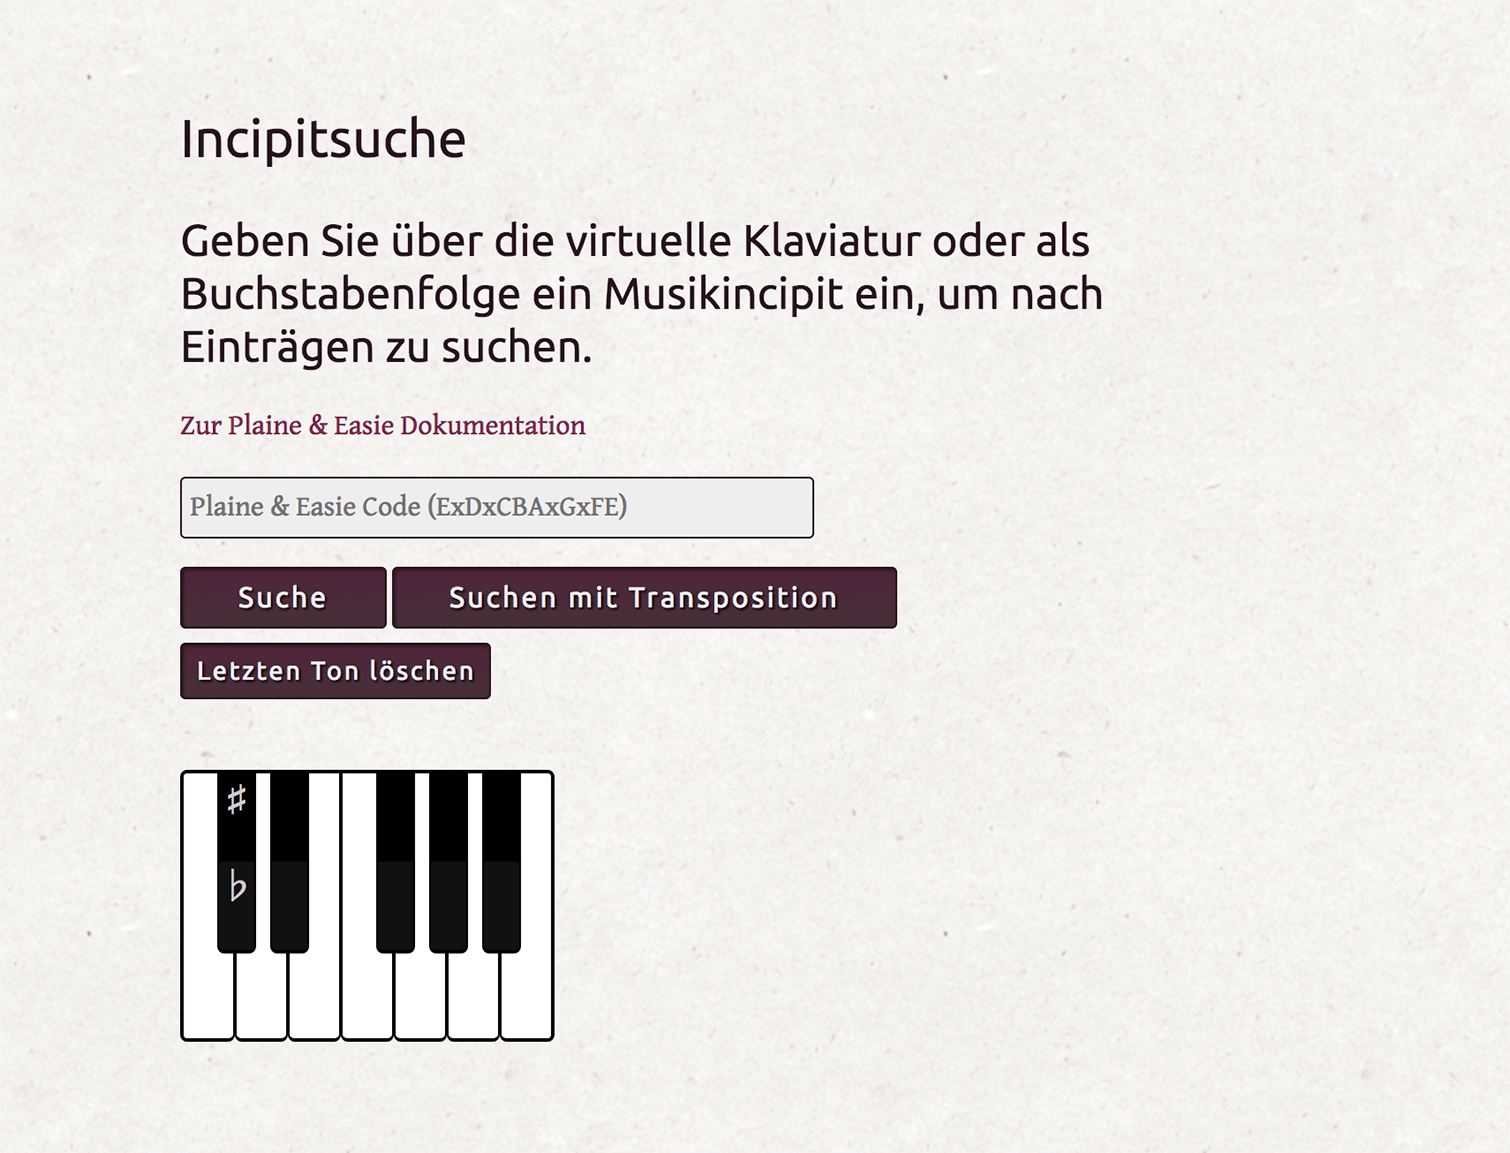 Incipitsuche
Geben Sie über die virtuelle Klaviatur oder als
Buchstabenfolge ein Musikincipit ein, um nach
Einträgen zu suchen.
Zur Plaine & Easie Dokumentation
Plaine & Easie Code (ExDxCBAxGxFE)
Suche
Suchen mit Transposition
Letzten Ton löschen
♯
♭